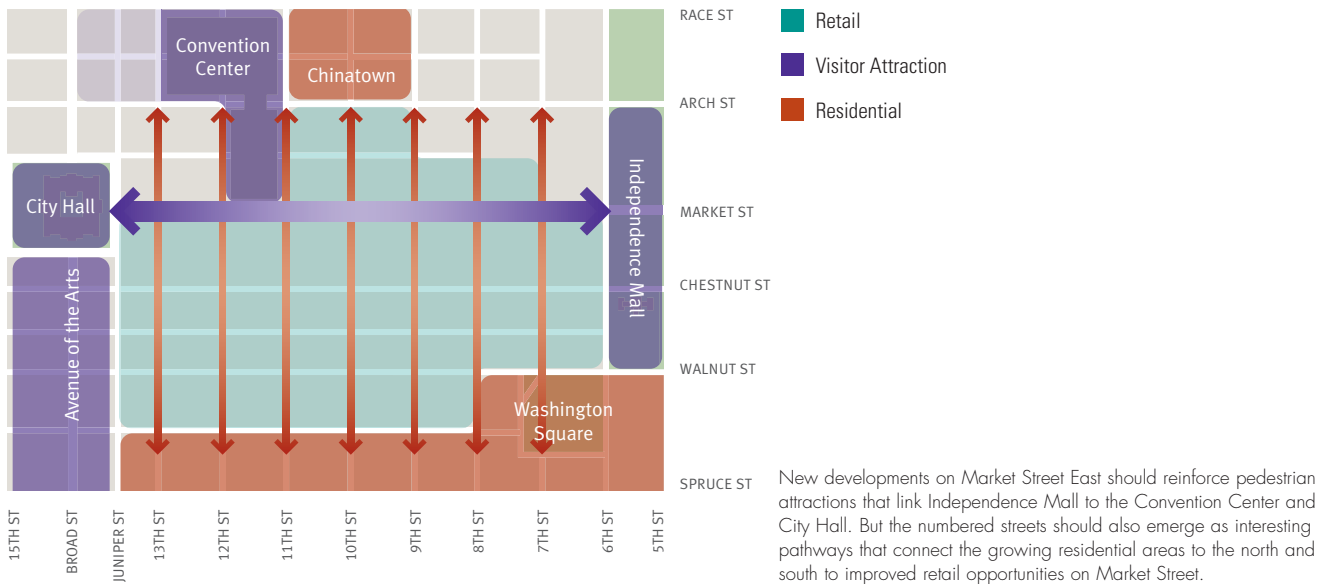 RACE ST
Retail
Convention
Center
Visitor Attraction
Chinatown
ARCH ST
Residential
Independence Mall
City Hall
MARKET ST
CHESTNUT ST
Avenue of the Arts
WALNUT ST
Washington
Square
SPRUCE ST
15TH ST
BROAD ST
JUNIPER ST
13TH ST
12TH ST
11TH ST
10TH ST
9TH ST
8TH ST
7TH ST
6TH ST
5TH ST
New developments on Market Street East should reinforce pedestrian
attractions that link Independence Mall to the Convention Center and
City Hall. But the numbered streets should also emerge as interesting
pathways that connect the growing residential areas to the north and
south to improved retail opportunities on Market Street.